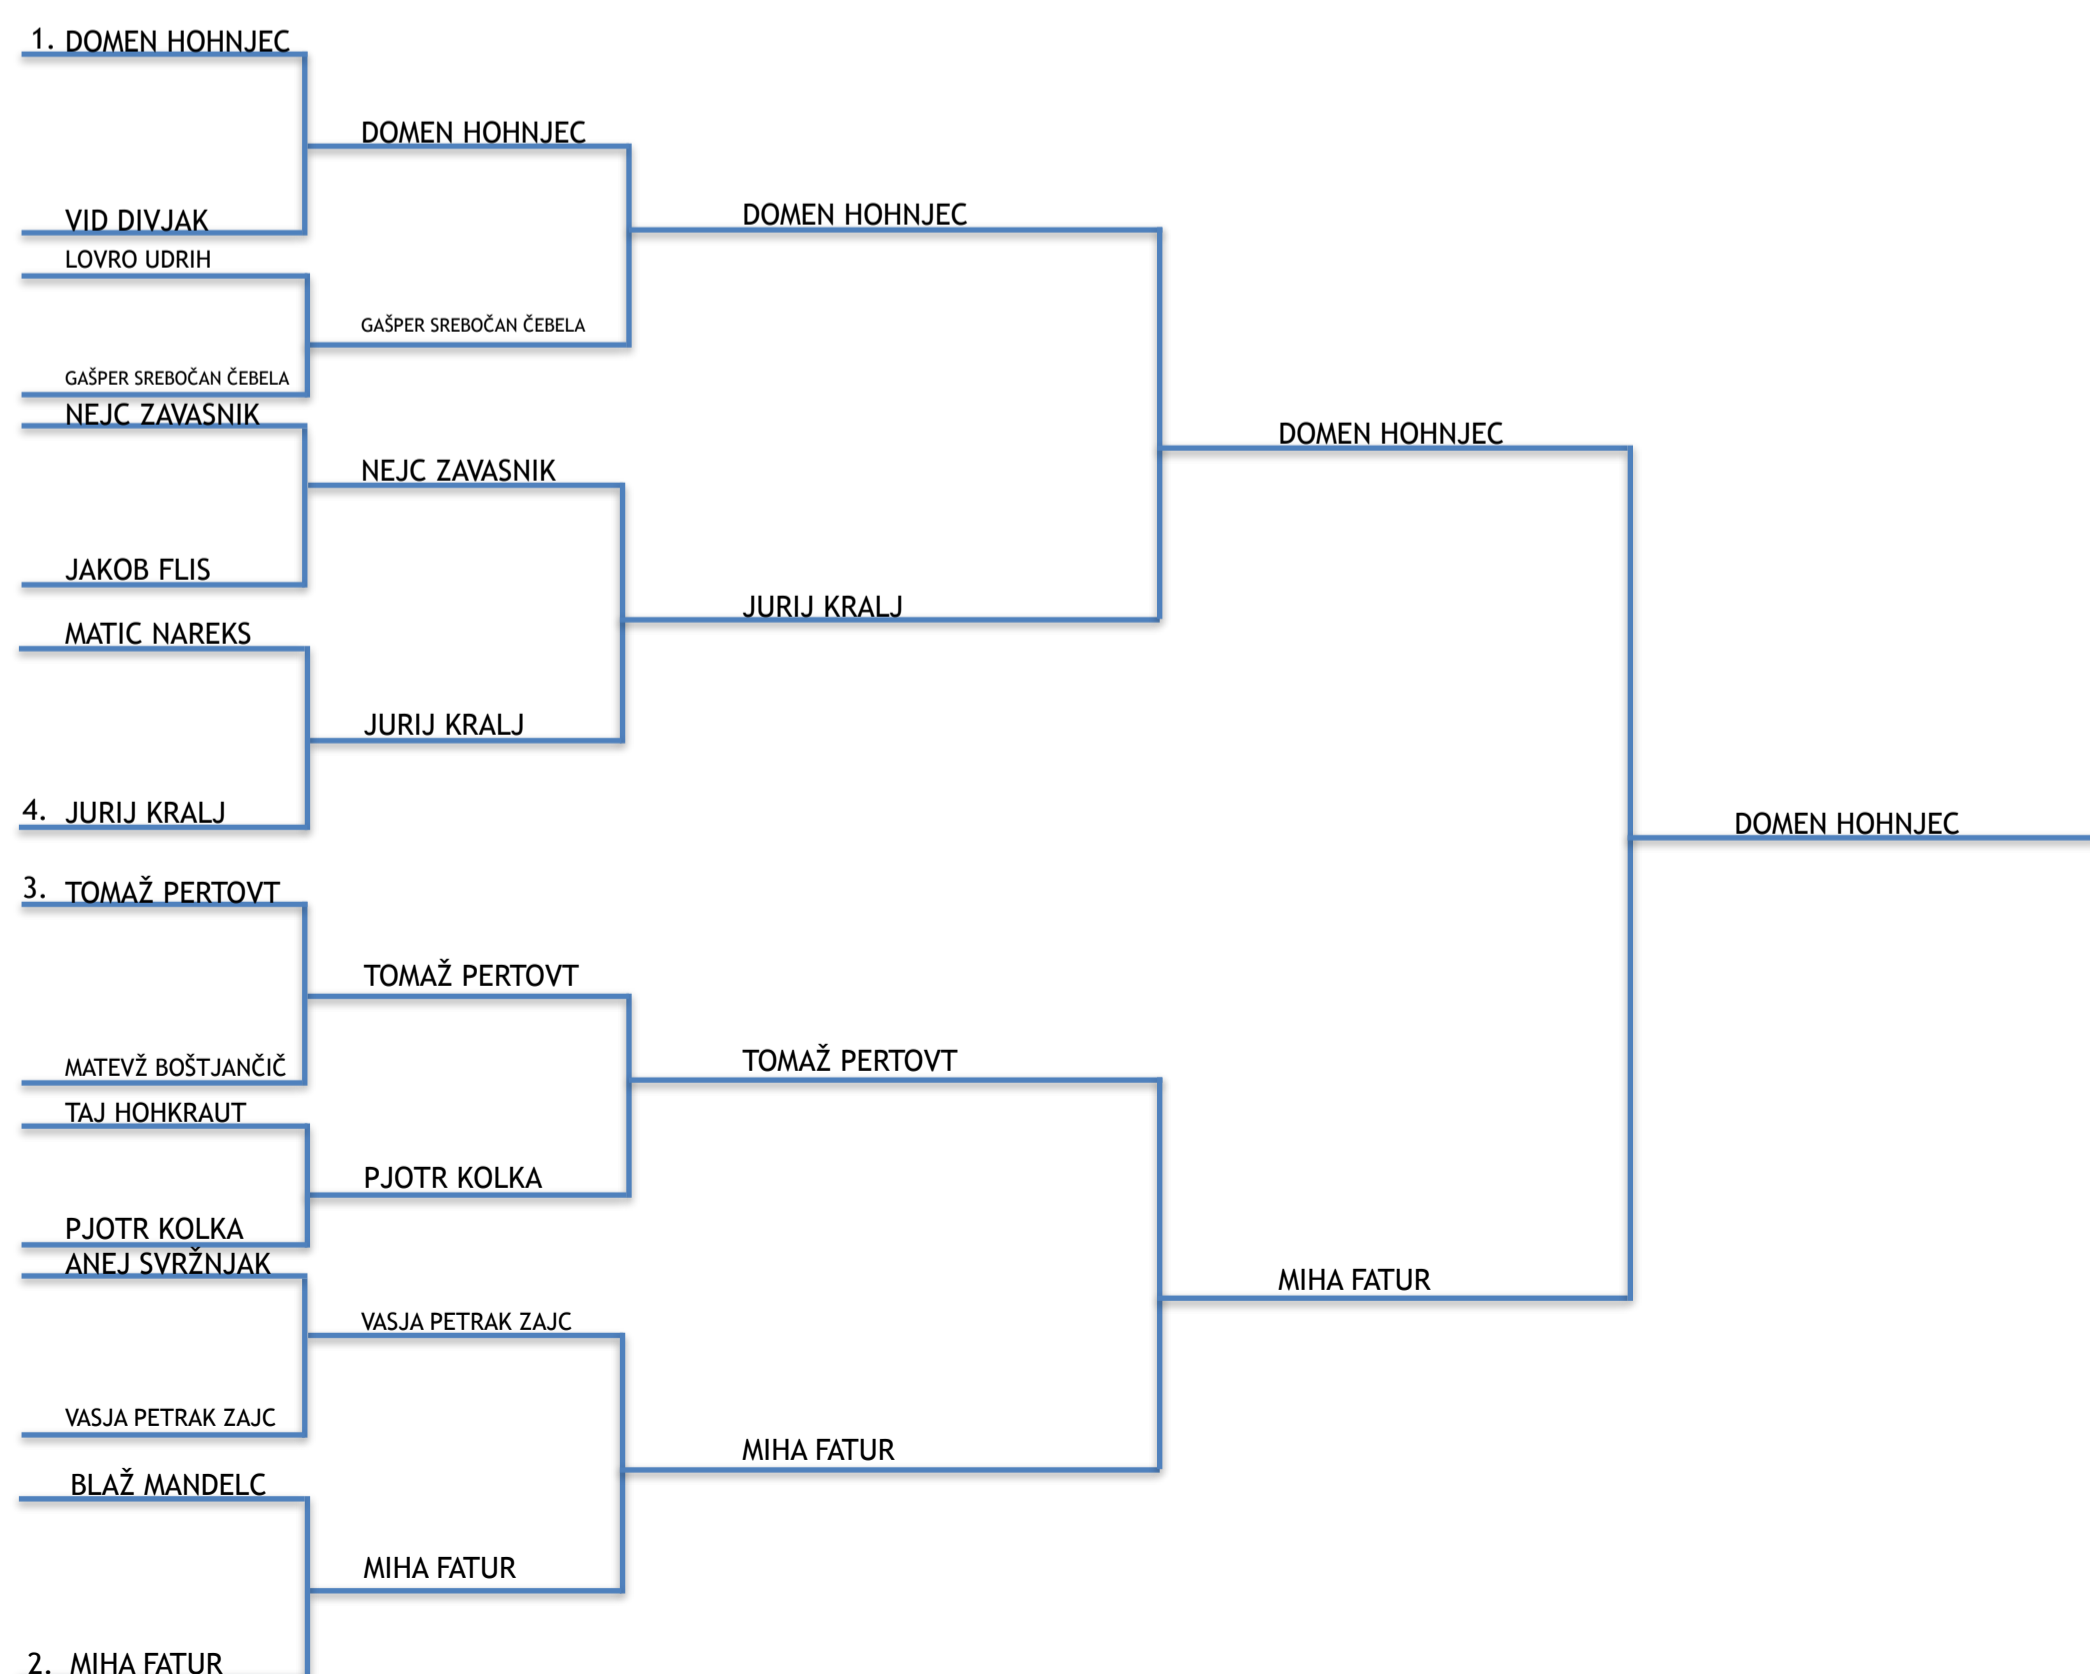 1. DOMEN HOHNJEC
VID DIVJAK
LOVRO UDRIH
GAŠPER SREBOČAN ČEBELA
NEJC ZAVASNIK
JAKOB FLIS
MATIC NAREKS
4. JURIJ KRALJ
3. TOMAŽ PERTOVT
MATEVŽ BOŠTJANČIČ
TAJ HOHKRAUT
PJOTR KOLKA
ANEJ SVRŽNJAK
VASJA PETRAK ZAJC
BLAŽ MANDELC
2. MIHA FATUR
DOMEN HOHNJEC
GAŠPER SREBOČAN ČEBELA
NEJC ZAVASNIK
JURIJ KRALJ
TOMAŽ PERTOVT
PJOTR KOLKA
VASJA PETRAK ZAJC
MIHA FATUR
DOMEN HOHNJEC
JURIJ KRALJ
TOMAŽ PERTOVT
MIHA FATUR
DOMEN HOHNJEC
MIHA FATUR
DOMEN HOHNJEC